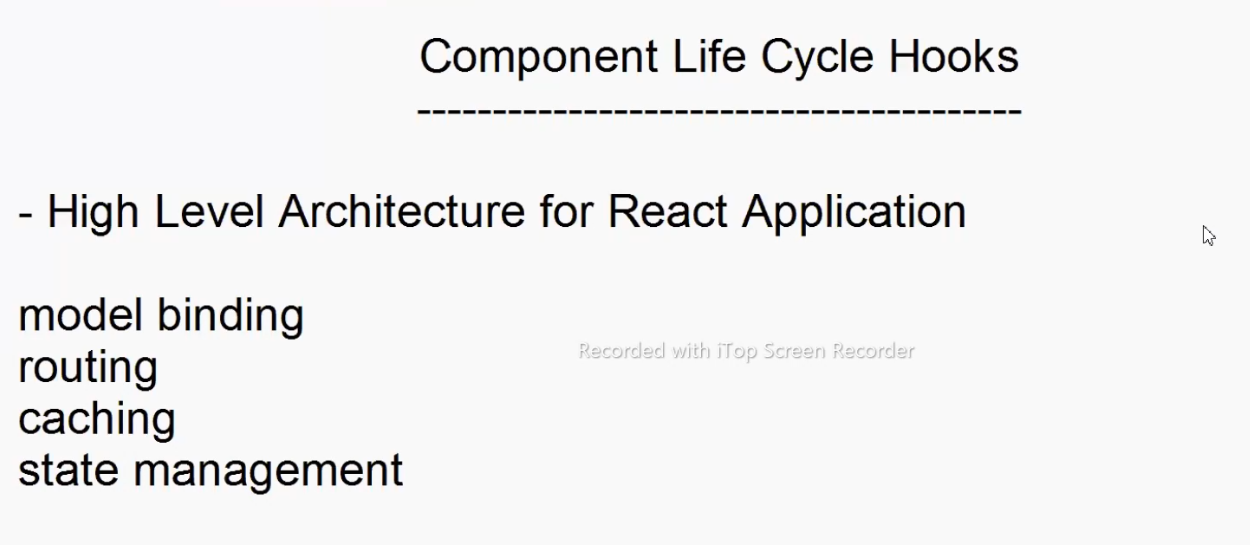 Component Life Cycle Hooks
----------------------------------------
- High Level Architecture for React Application
model binding
routing
Recorded with iTop Screen Recorder
caching
state management